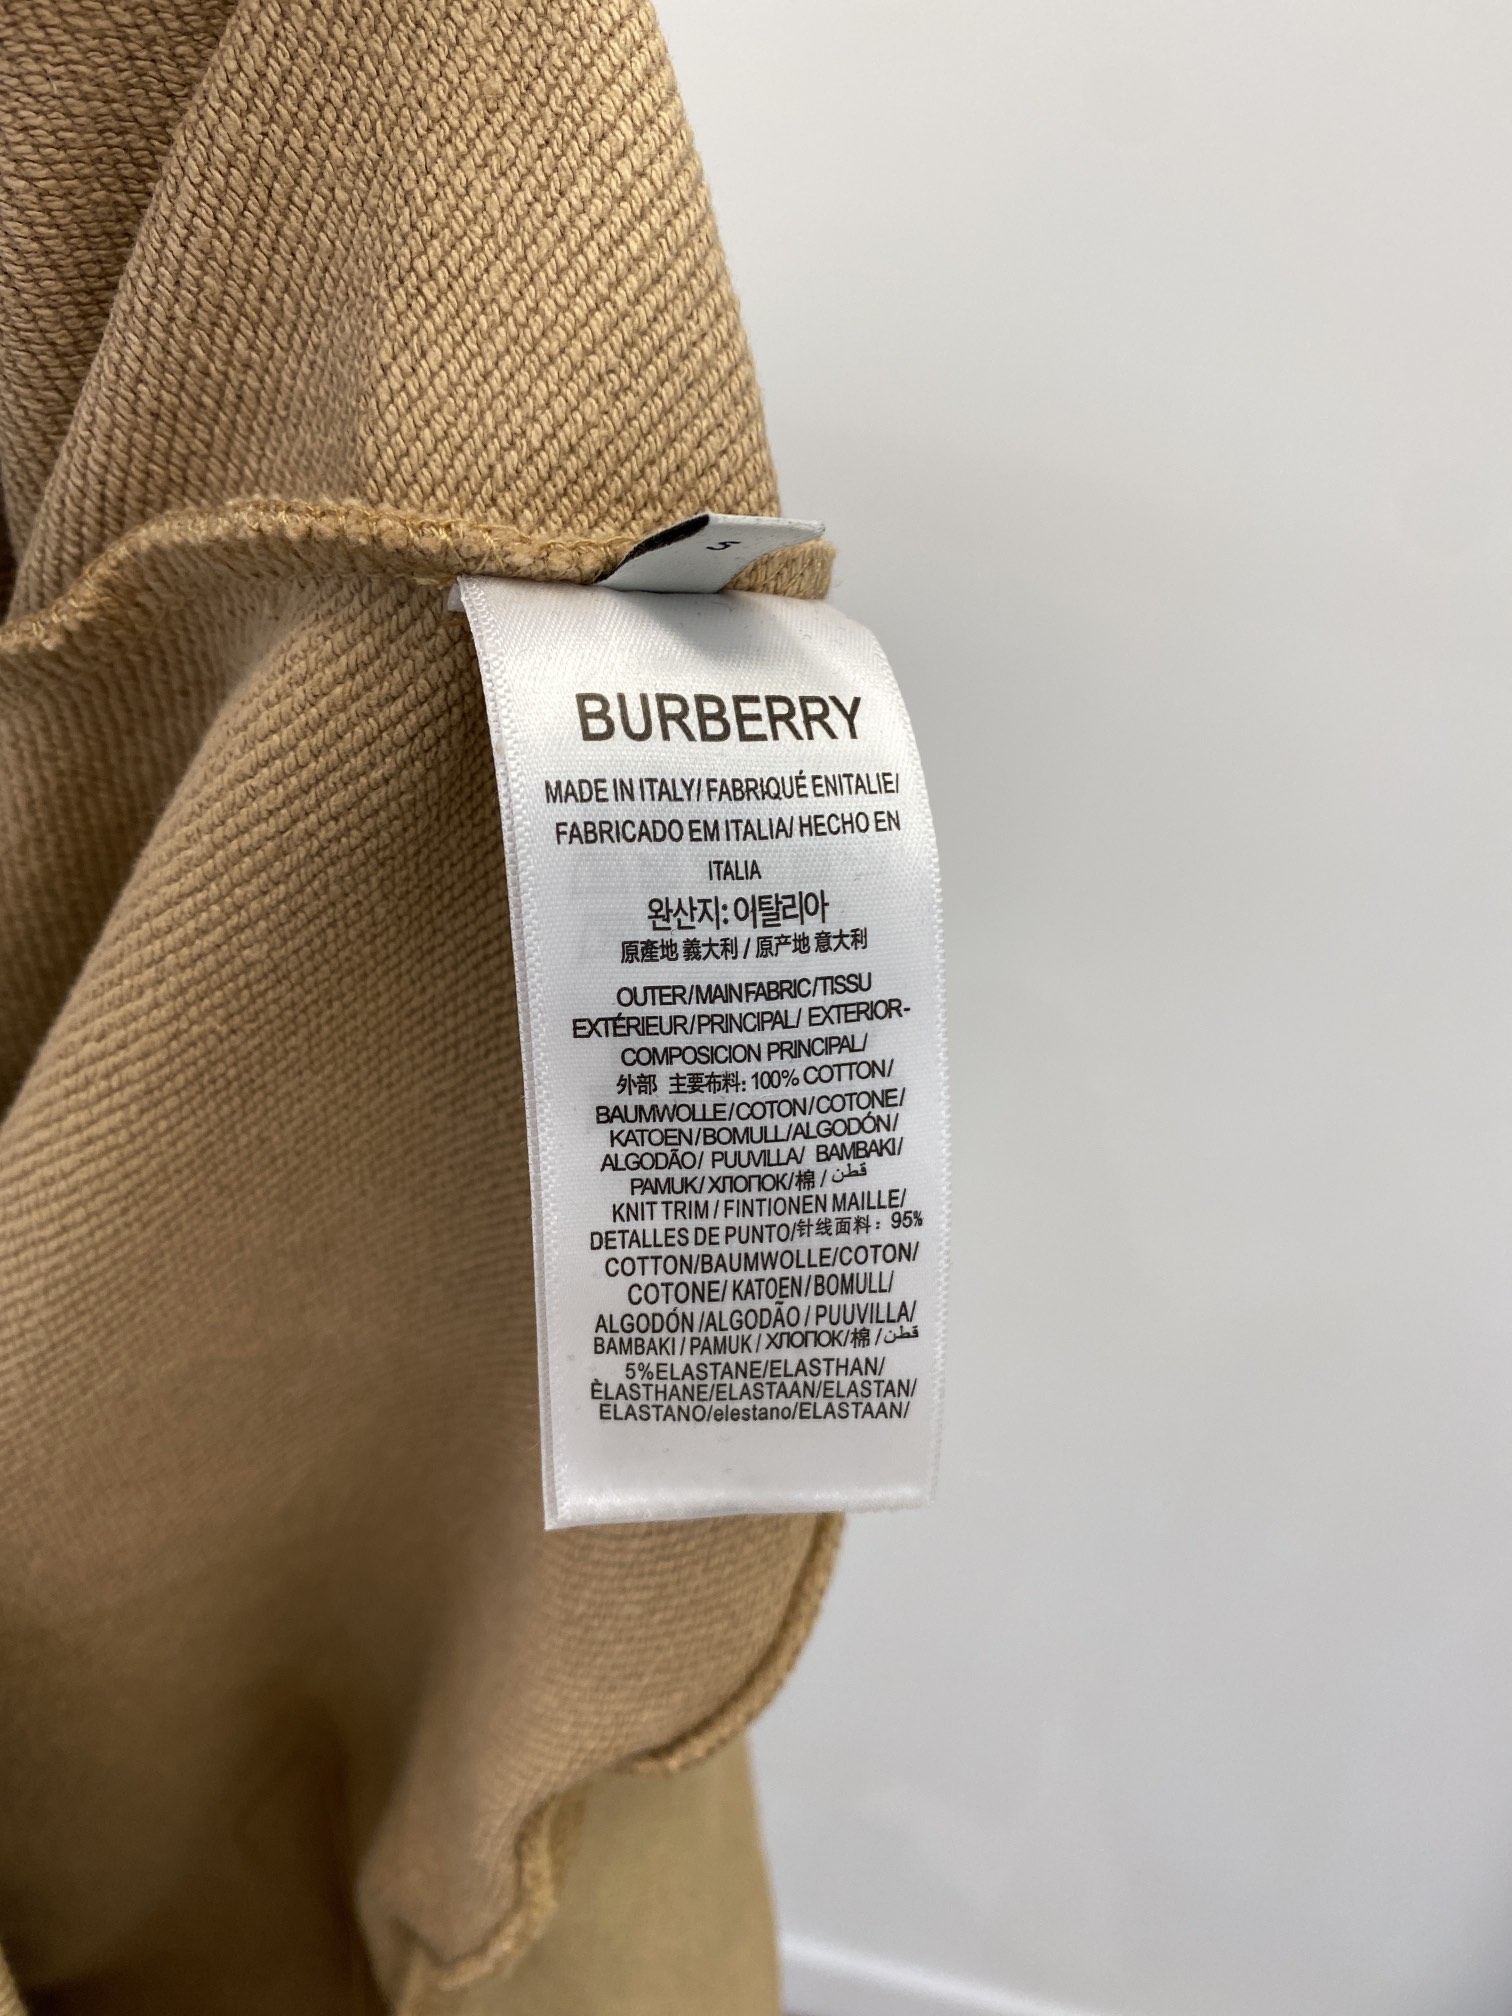 5
BURBERRY
MADE IN ITALY/ FABRIQUÉ ENITALIE/
FABRICADO EM ITALIA/ HECHO EN
ITALIA
완산지: 이탈리아
原產地 義大利 / 原产地 意大利
OUTER/MAIN FABRIC/TISSU
EXTÉRIEUR/PRINCIPAL/ EXTERIOR-
COMPOSICION PRINCIPAL/
外部 主要布料: 100% COTTON/
BAUMWOLLE/COTON/COTONE/
KATOEN/BOMULL/ALGODÓN/
ALGODÃO/ PUUVILLA/ BAMBAKI/
PAMUK/ ХЛОПОК/棉 / قطن
KNIT TRIM / FINTIONEN MAILLE/
DETALLES DE PUNTO/针线面料: 95%
COTTON/BAUMWOLLE/COTON/
COTONE/ KATOEN/BOMULL/
ALGODÓN /ALGODÃO / PUUVILLA/
BAMBAKI / PAMUK / ХЛОПОК/棉 / قطن
5%ELASTANE/ELASTHAN/
ÈLASTHANE/ELASTAAN/ELASTAN/
ELASTANO/elestano/ELASTAAN/